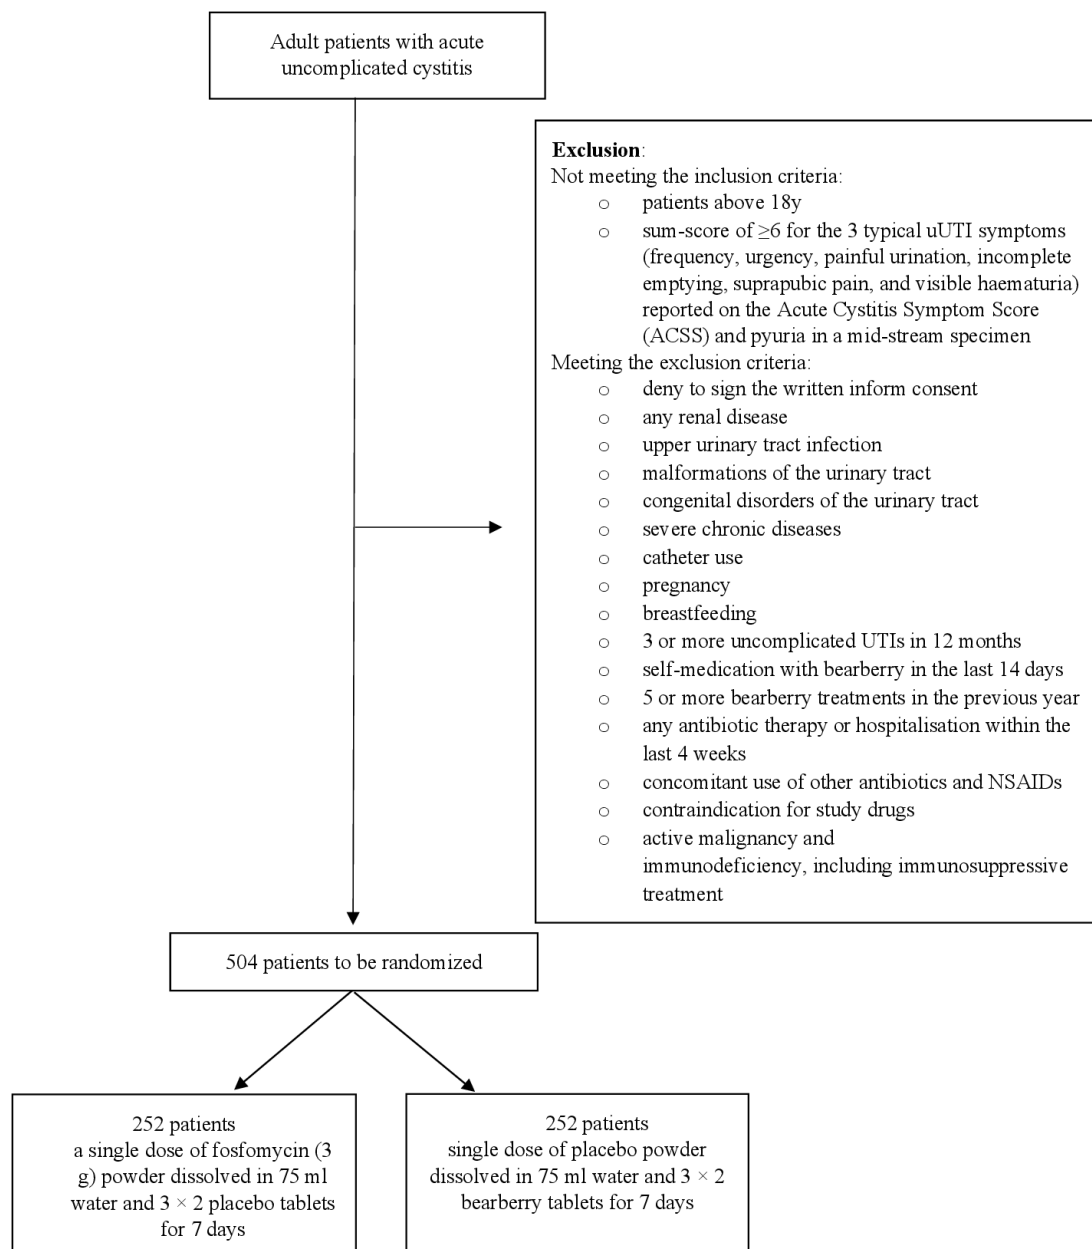 Adult patients with acute
uncomplicated cystitis
Exclusion:
Not meeting the inclusion criteria:
o patients above 18y
o sum-score of ≥6 for the 3 typical uUTI symptoms
(frequency, urgency, painful urination, incomplete
emptying, suprapubic pain, and visible haematuria)
reported on the Acute Cystitis Symptom Score
(ACSS) and pyuria in a mid-stream specimen
Meeting the exclusion criteria:
o deny to sign the written inform consent
o any renal disease
o upper urinary tract infection
o malformations of the urinary tract
o congenital disorders of the urinary tract
o severe chronic diseases
o catheter use
o pregnancy
o breastfeeding
o 3 or more uncomplicated UTIs in 12 months
o self-medication with bearberry in the last 14 days
o 5 or more bearberry treatments in the previous year
o any antibiotic therapy or hospitalisation within the
last 4 weeks
o concomitant use of other antibiotics and NSAIDs
o contraindication for study drugs
o active malignancy and
immunodeficiency, including immunosuppressive
treatment
504 patients to be randomized
252 patients
a single dose of fosfomycin (3
g) powder dissolved in 75 ml
water and 3 × 2 placebo tablets
for 7 days
252 patients
single dose of placebo powder
dissolved in 75 ml water and 3 × 2
bearberry tablets for 7 days